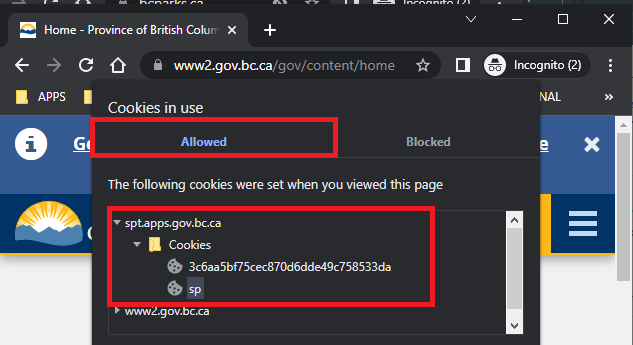 bcparks.ca
Incognito (2)
Home - Province of British Colum
www2.gov.bc.ca/gov/content/home
Incognito (2)
APPS
NAL
Cookies in use
i
Ge
e
Allowed
Blocked
The following cookies were set when you viewed this page
spt.apps.gov.bc.ca
Cookies
3c6aa5bf75cec870d6dde49c758533da
sp
www2.gov.bc.ca